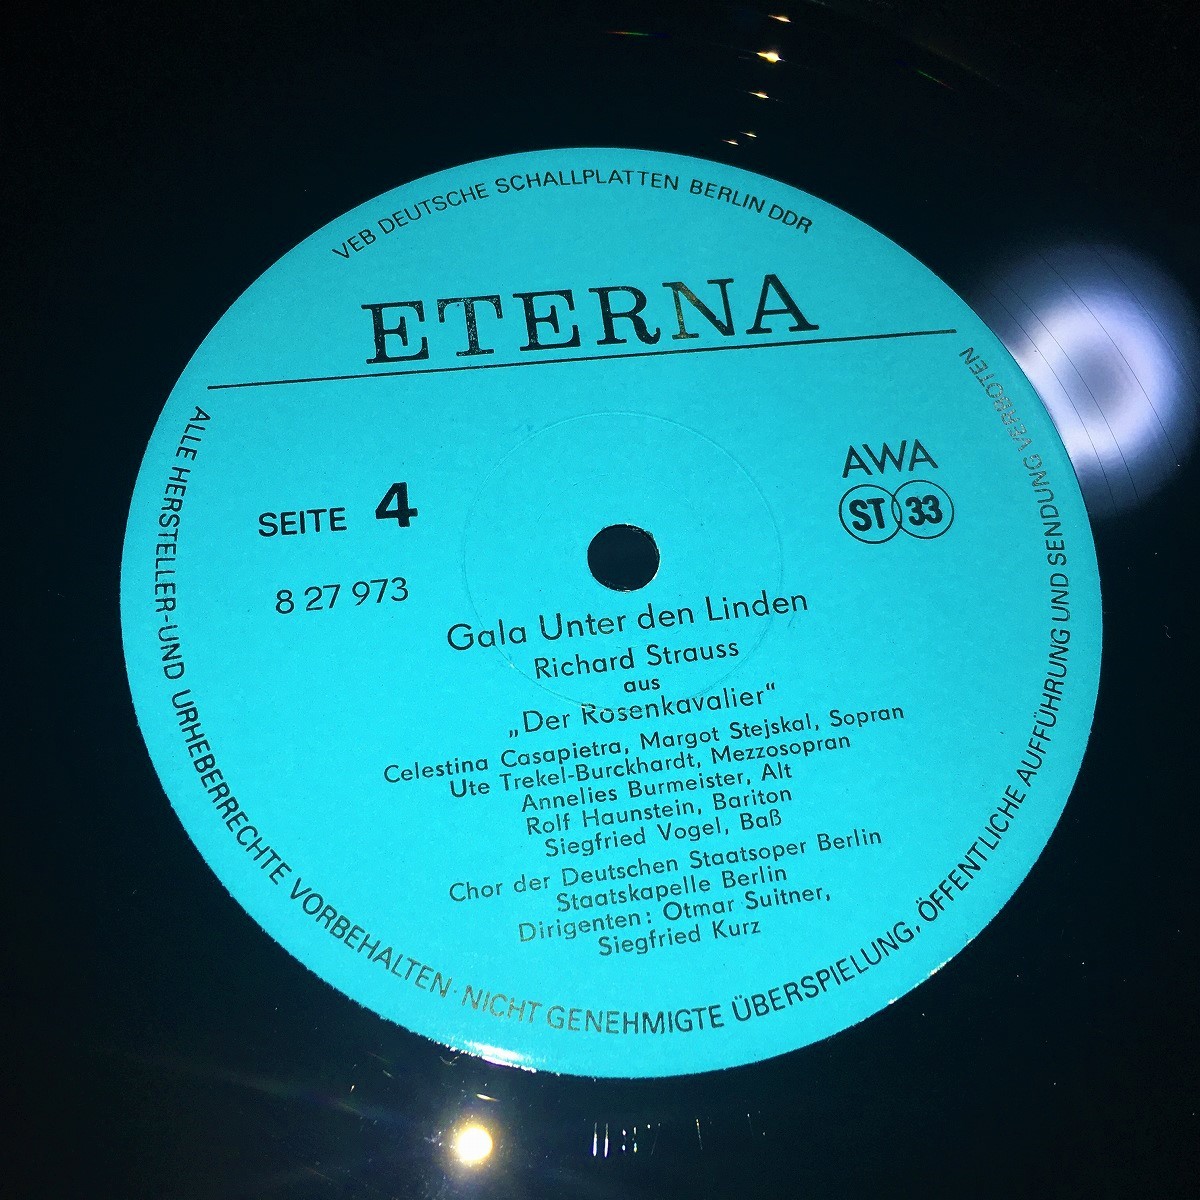 VEB DEUTSCHE SCHALLPLATTEN BERLIN DDR
ETERNA
AWA
ST 33
SEITE 4
8 27 973
Gala Unter den Linden
Richard Strauss
aus
„Der Rosenkavalier“
Celestina Casapietra, Margot Stejskal, Sopran
Ute Trekel-Burckhardt, Mezzosopran
Annelies Burmeister, Alt
Rolf Haunstein, Bariton
Siegfried Vogel, Baß
Chor der Deutschen Staatsoper Berlin
Staatskapelle Berlin
Dirigenten: Otmar Suitner,
Siegfried Kurz
ALLE HERSTELLER-UND URHEBERRECHTE VORBEHALTEN·NICHT GENEHMIGTE ÜBERSPIELUNG, ÖFFENTLICHE AUFFÜHRUNG UND SENDUNG VERBOTEN